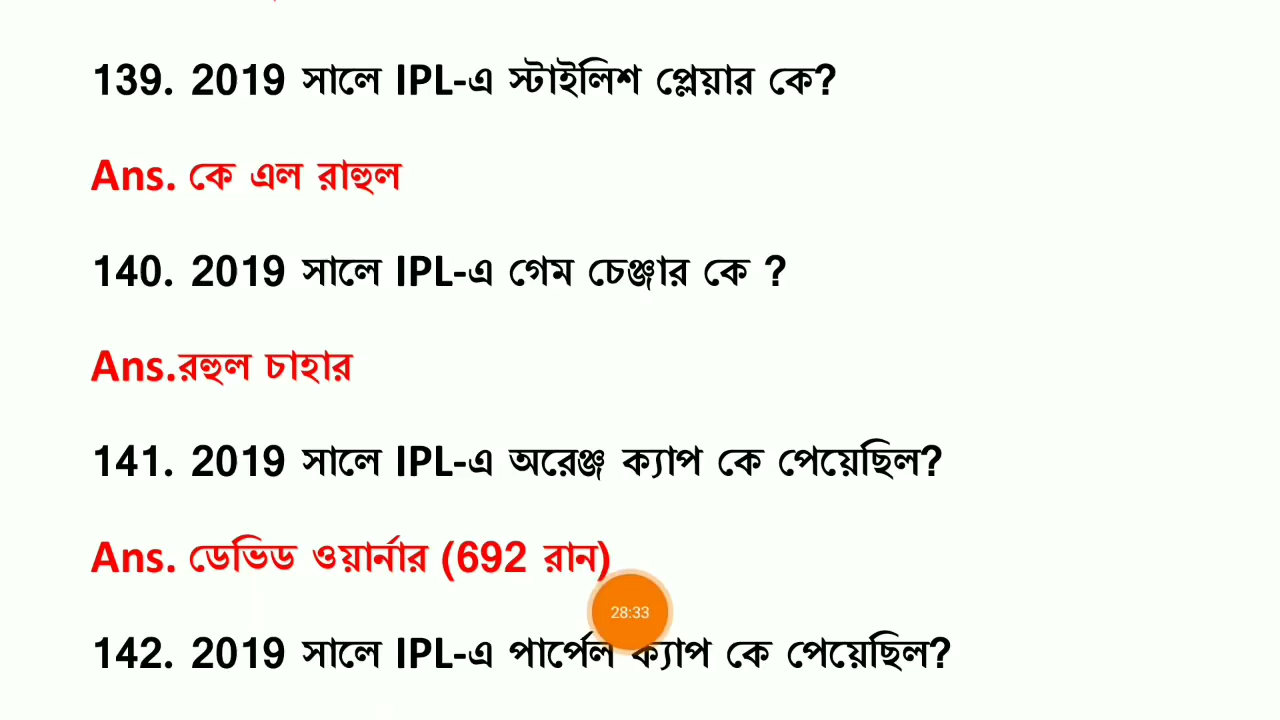 139. 2019 সালে IPL-এ স্টাইলিশ প্লেয়ার কে?
Ans. কে এল রাহুল
140. 2019 সালে IPL-এ গেম চেঞ্জার কে ?
Ans.রহুল চাহার
141. 2019 সালে IPL-এ অরেঞ্জ ক্যাপ কে পেয়েছিল?
Ans. ডেভিড ওয়ার্নার (692 রান)
28:33
142. 2019 সালে IPL-এ পার্পেল ক্যাপ কে পেয়েছিল?